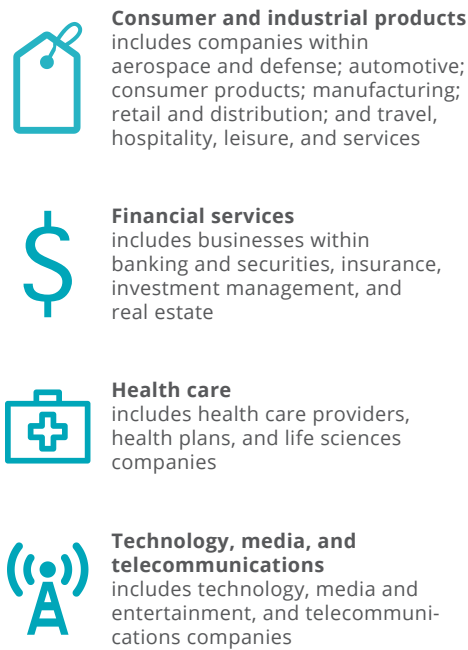 Consumer and industrial products
includes companies within
aerospace and defense; automotive;
consumer products; manufacturing;
retail and distribution; and travel,
hospitality, leisure, and services
Financial services
includes businesses within
banking and securities, insurance,
investment management, and
real estate
Health care
includes health care providers,
health plans, and life sciences
companies
Technology, media, and
telecommunications
includes technology, media and
entertainment, and telecommuni-
cations companies